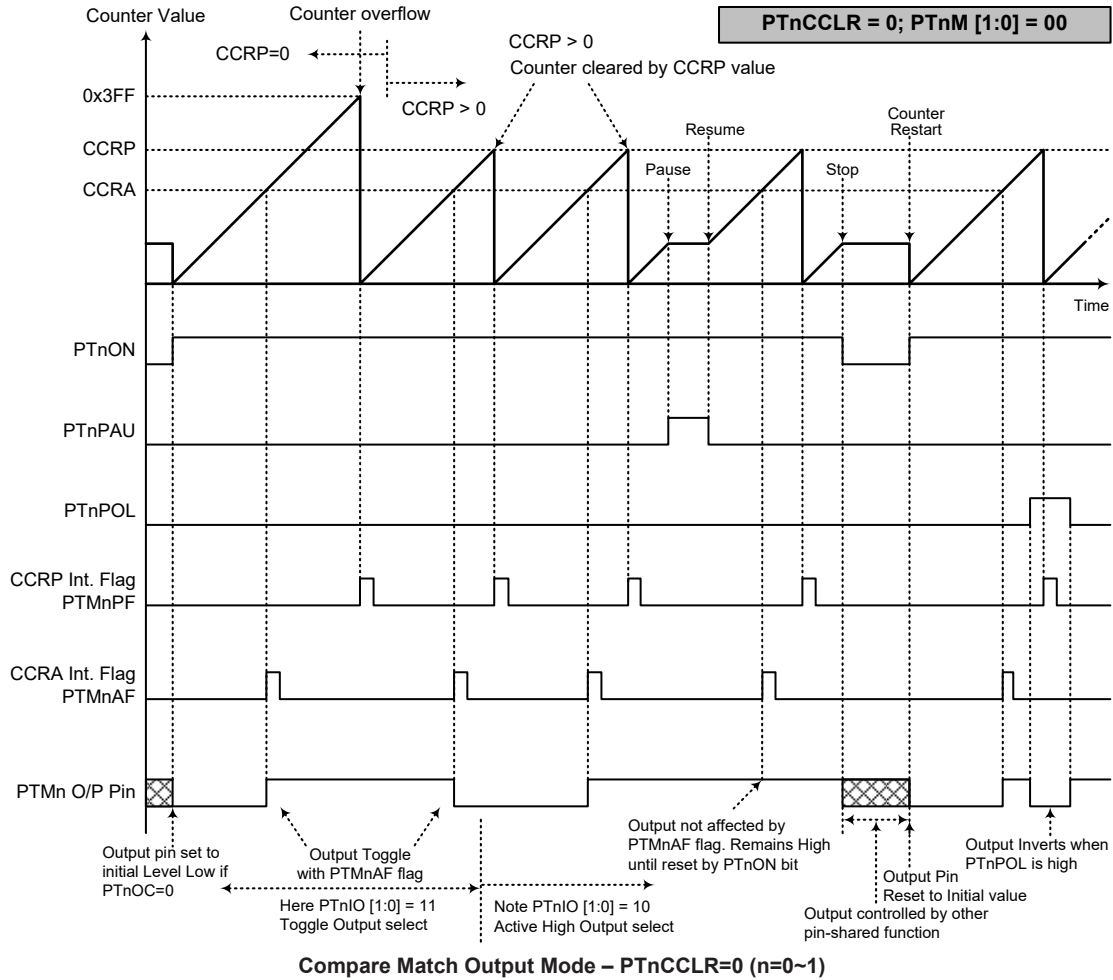 Counter Value
Counter overflow
PTnCCLR = 0; PTnM [1:0] = 00
CCRP=0
CCRP > 0
CCRP > 0
Counter cleared by CCRP value
0x3FF
CCRP
CCRA
Pause
Resume
Stop
Counter
Restart
Time
PTnON
PTnPAU
PTnPOL
CCRP Int. Flag
PTMnPF
CCRA Int. Flag
PTMnAF
PTMn O/P Pin
Output pin set to
initial Level Low if
PTnOC=0
Output Toggle
with PTMnAF flag
Here PTnIO [1:0] = 11
Toggle Output select
Note PTnIO [1:0] = 10
Active High Output select
Output not affected by
PTMnAF flag. Remains High
until reset by PTnON bit
Output Pin
Reset to Initial value
Output controlled by other
pin-shared function
Output Inverts when
PTnPOL is high
Compare Match Output Mode – PTnCCLR=0 (n=0~1)